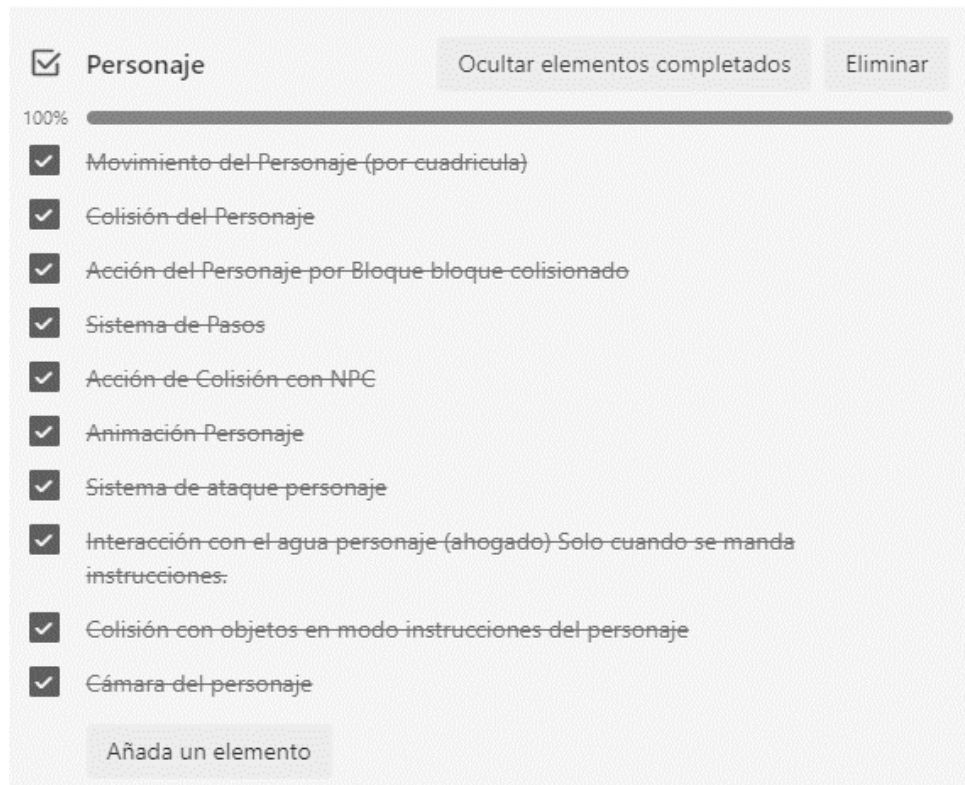 Personaje
Ocultar elementos completados
Eliminar
100%
Movimiento del Personaje (por cuadricula)
Colisión del Personaje
Acción del Personaje por Bloque bloque colisionado
Sistema de Pasos
Acción de Colisión con NPC
Animación Personaje
Sistema de ataque personaje
Interacción con el agua personaje (ahogado) Solo cuando se manda
instrucciones.
Colisión con objetos en modo instrucciones del personaje
Cámara del personaje
Añada un elemento